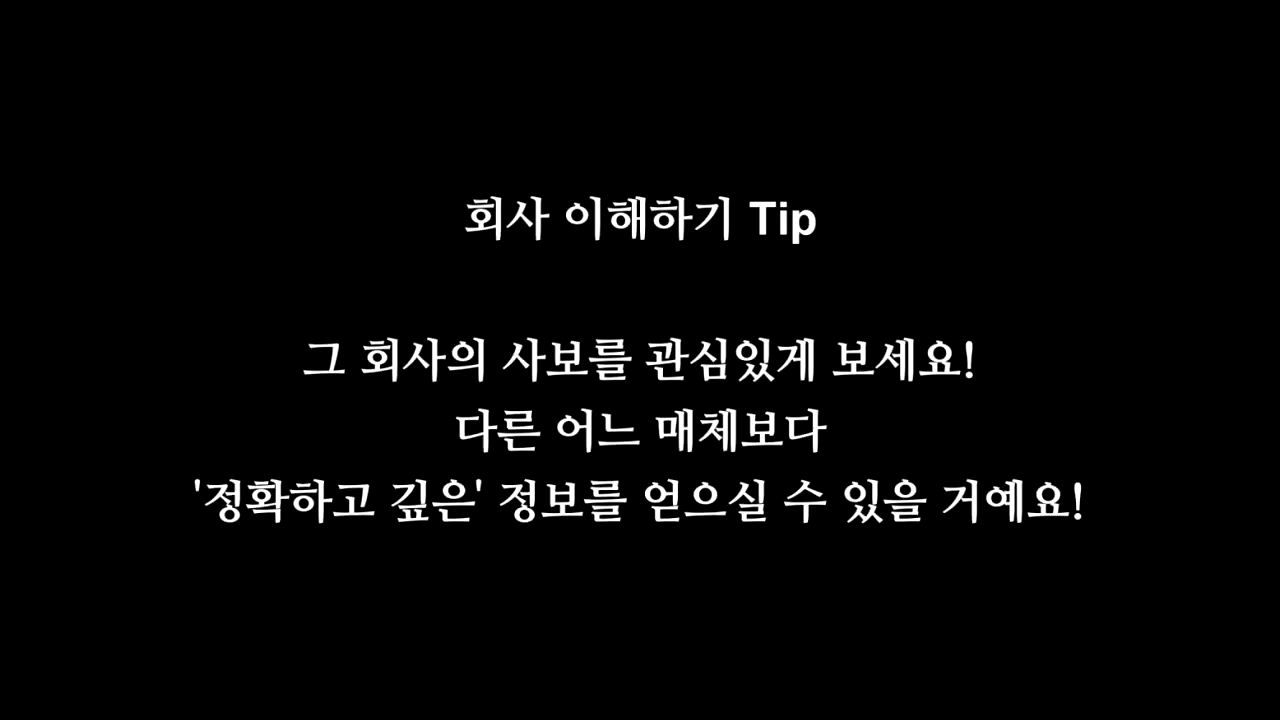 회사 이해하기 Tip
그 회사의 사보를 관심있게 보세요!
다른 어느 매체보다
'정확하고 깊은' 정보를 얻으실 수 있을 거예요!